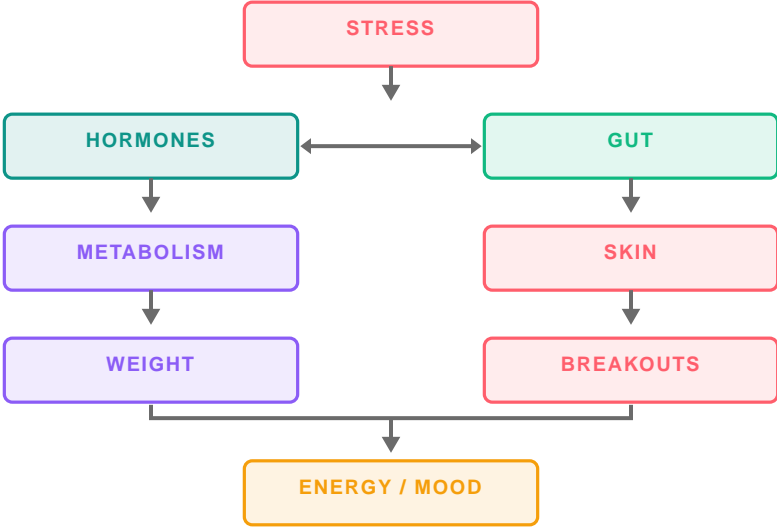 STRESS
HORMONES
GUT
METABOLISM
SKIN
WEIGHT
BREAKOUTS
ENERGY / MOOD